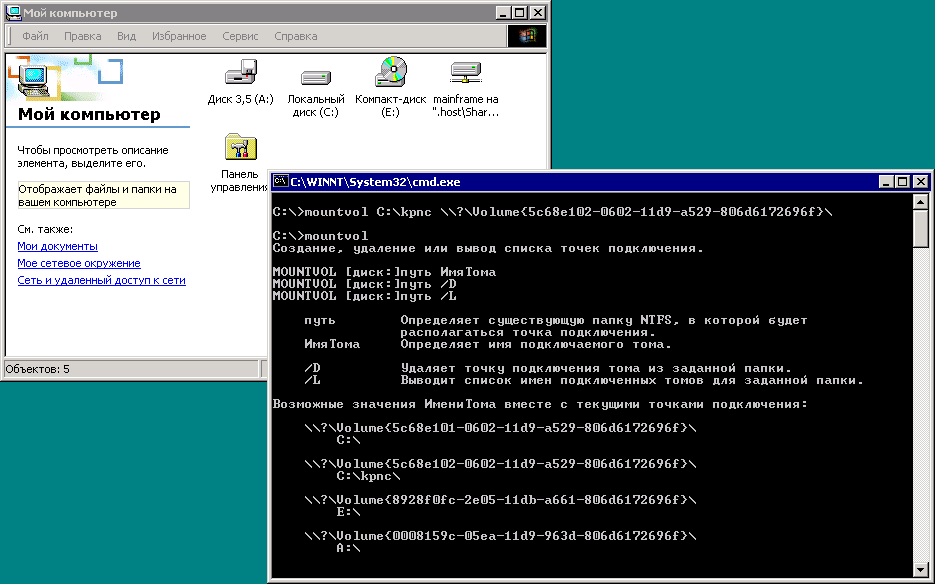 Мой компьютер
Файл Правка Вид Избранное Сервис Справка
Мой компьютер
Чтобы просмотреть описание
элемента, выделите его.
Отображает файлы и папки на
вашем компьютере
См. также:
Мои документы
Мое сетевое окружение
Сеть и удаленный доступ к сети
Диск 3,5 (A:)
Локальный
диск (C:)
Компакт-диск
(E:)
mainframe на
".host\Shar...
Панель
управления
Объектов: 5
C:\WINNT\System32\cmd.exe
C:\>mountvol C:\kpnc \\?\Volume{5c68e102-0602-11d9-a529-806d6172696f}\
C:\>mountvol
Создание, удаление или вывод списка точек подключения.
MOUNTVOL [диск:]путь ИмяТома
MOUNTVOL [диск:]путь /D
MOUNTVOL [диск:]путь /L
путь Определяет существующую папку NTFS, в которой будет
располагаться точка подключения.
ИмяТома Определяет имя подключаемого тома.
/D Удаляет точку подключения тома из заданной папки.
/L Выводит список имен подключенных томов для заданной папки.
Возможные значения ИмениТома вместе с текущими точками подключения:
\\?\Volume{5c68e101-0602-11d9-a529-806d6172696f}\
C:\
\\?\Volume{5c68e102-0602-11d9-a529-806d6172696f}\
C:\kpnc\
\\?\Volume{8928f0fc-2e05-11db-a661-806d6172696f}\
E:\
\\?\Volume{0008159c-05ea-11d9-963d-806d6172696f}\
A:\